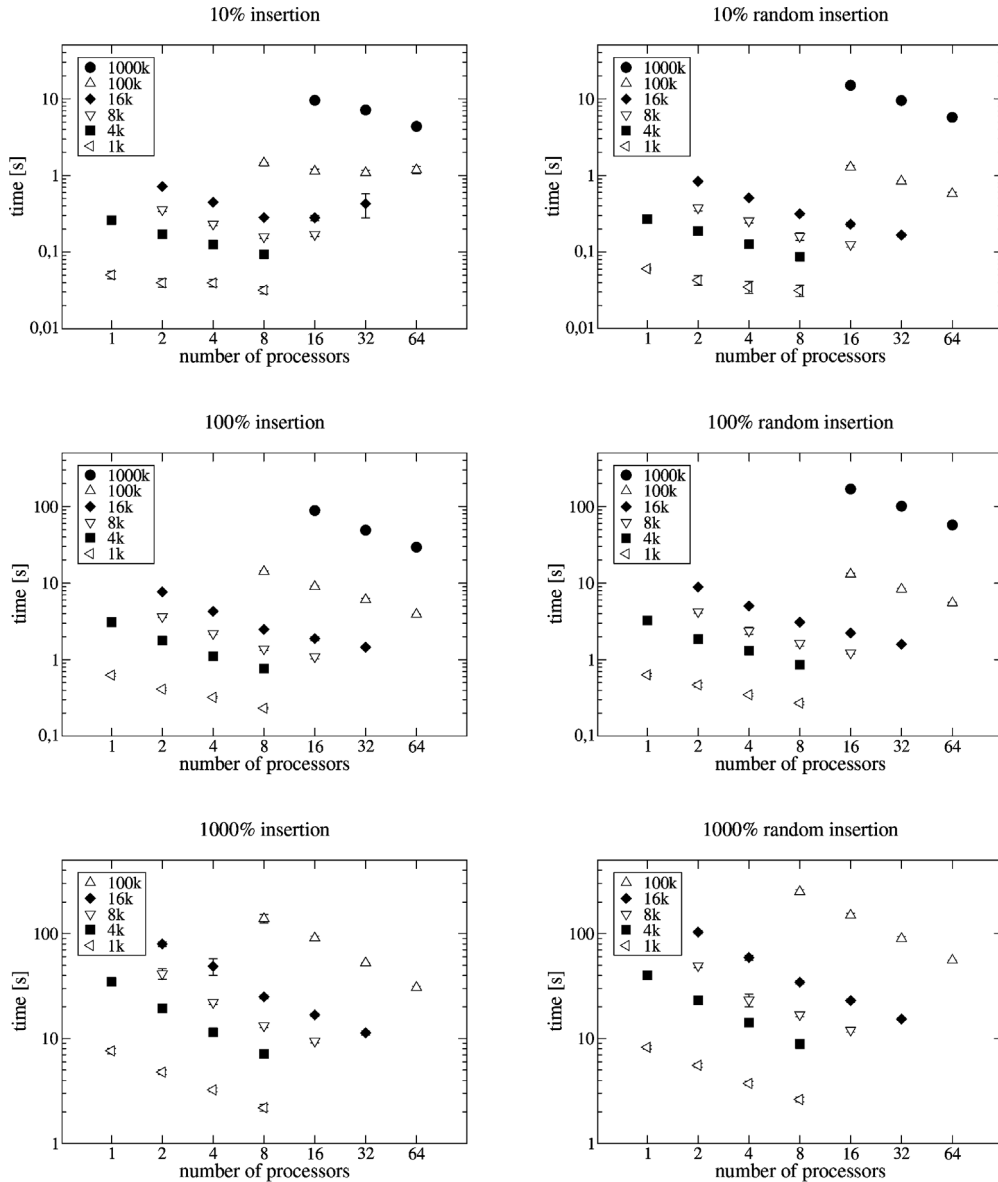 10% insertion
10% random insertion
1000k
100k
16k
8k
4k
1k
10
1
0,1
0,01
time [s]
1 2 4 8 16 32 64
number of processors
1000k
100k
16k
8k
4k
1k
10
1
0,1
0,01
time [s]
1 2 4 8 16 32 64
number of processors
100% insertion
100% random insertion
1000k
100k
16k
8k
4k
1k
100
10
1
0,1
time [s]
1 2 4 8 16 32 64
number of processors
1000k
100k
16k
8k
4k
1k
100
10
1
0,1
time [s]
1 2 4 8 16 32 64
number of processors
1000% insertion
1000% random insertion
100k
16k
8k
4k
1k
100
10
1
time [s]
1 2 4 8 16 32 64
number of processors
100k
16k
8k
4k
1k
100
10
1
time [s]
1 2 4 8 16 32 64
number of processors